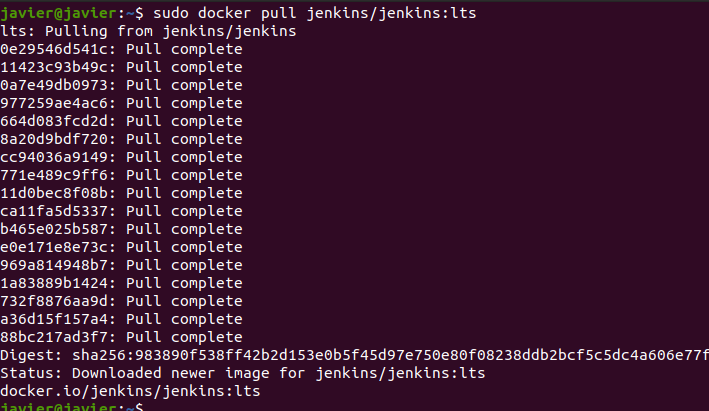 javier@javier:~$ sudo docker pull jenkins/jenkins:lts
lts: Pulling from jenkins/jenkins
0e29546d541c: Pull complete
11423c93b49c: Pull complete
0a7e49db0973: Pull complete
977259ae4ac6: Pull complete
664d083fcd2d: Pull complete
8a20d9bdf720: Pull complete
cc94036a9149: Pull complete
771e489c9ff6: Pull complete
11d0bec8f08b: Pull complete
ca11fa5d5337: Pull complete
b465e025b587: Pull complete
e0e171e8e73c: Pull complete
969a814948b7: Pull complete
1a83889b1424: Pull complete
732f8876aa9d: Pull complete
a36d15f157a4: Pull complete
88bc217ad3f7: Pull complete
Digest: sha256:983890f538ff42b2d153e0b5f45d97e750e80f08238ddb2bcf5c5dc4a606e77f
Status: Downloaded newer image for jenkins/jenkins:lts
docker.io/jenkins/jenkins:lts
javier@javier:~$